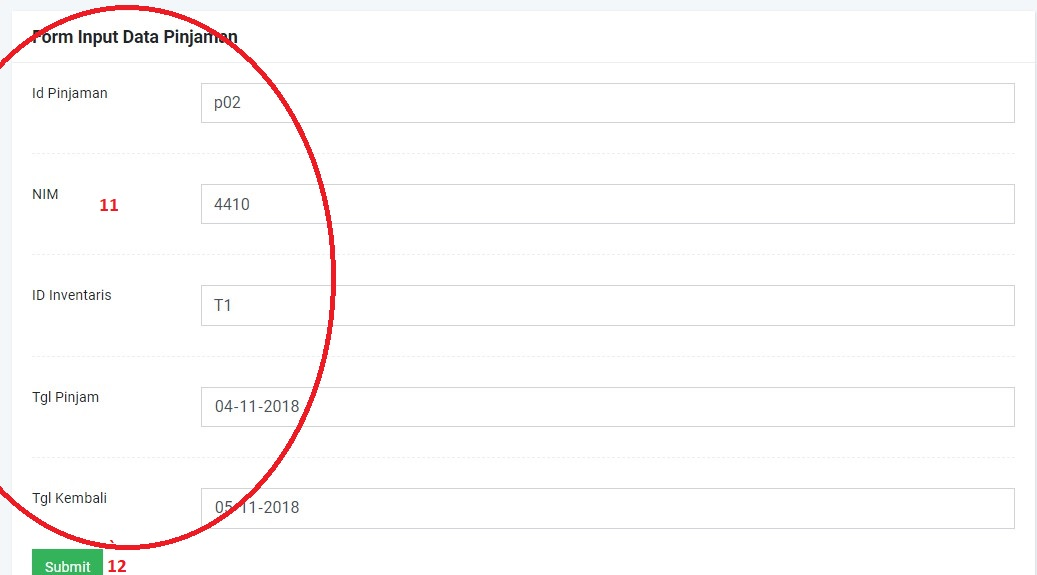 Form Input Data Pinjaman
Id Pinjaman
p02
NIM
11
4410
ID Inventaris
T1
Tgl Pinjam
04-11-2018
Tgl Kembali
05-11-2018
Submit
12